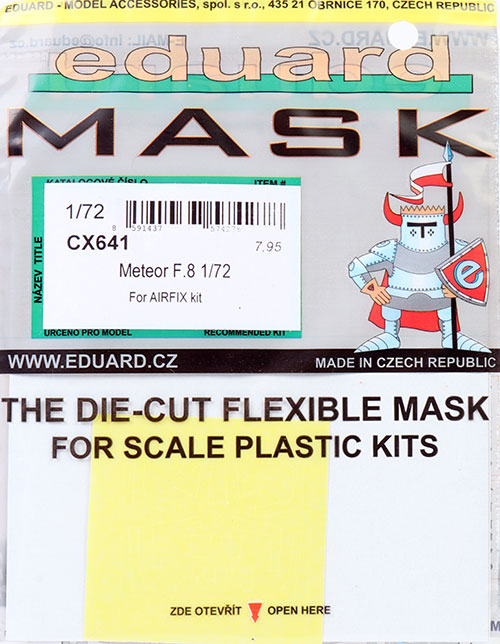 EDUARD - MODEL ACCESSORIES, spol. s r.o., 435 21 OBRNICE 170, CZECH REPUBLIC
eduard
MASK
KATALOGOVÉ ČÍSLO ITEM #
1/72
8 591437
CX641
7,95
Meteor F.8 1/72
For AIRFIX kit
NÁZEV TITLE
URČENO PRO MODEL RECOMMENDED KIT
e
WWW.EDUARD.CZ
MADE IN CZECH REPUBLIC
THE DIE-CUT FLEXIBLE MASK
FOR SCALE PLASTIC KITS
ZDE OTEVŘÍT OPEN HERE